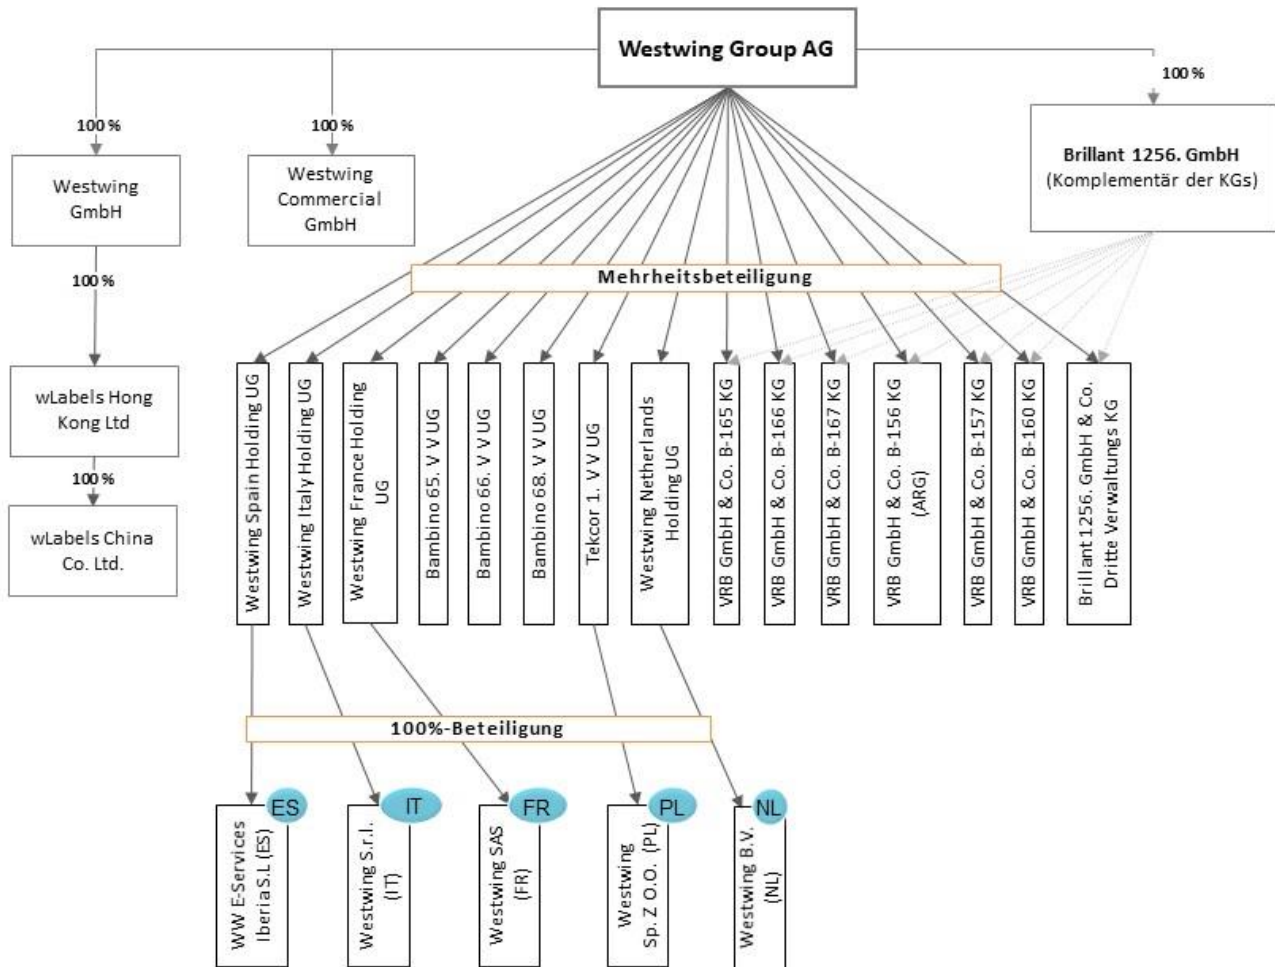 Westwing Group AG
100 %
100 %
100 %
Westwing
GmbH
Westwing
Commercial
GmbH
Brillant 1256. GmbH
(Komplementär der KGs)
100 %
Mehrheitsbeteiligung
wLabels Hong
Kong Ltd
100 %
wLabels China
Co. Ltd.
Westwing Spain Holding UG
Westwing Italy Holding UG
Westwing France Holding
UG
Bambino 65. V V UG
Bambino 66. V V UG
Bambino 68. V V UG
Tekcor 1. V V UG
Westwing Netherlands
Holding UG
VRB GmbH & Co. B-165 KG
VRB GmbH & Co. B-166 KG
VRB GmbH & Co. B-167 KG
VRB GmbH & Co. B-156 KG
(ARG)
VRB GmbH & Co. B-157 KG
VRB GmbH & Co. B-160 KG
Brillant 1256. GmbH & Co.
Dritte Verwaltungs KG
100%-Beteiligung
ES
IT
FR
PL
NL
WW E-Services
Iberia S.L (ES)
Westwing S.r.l.
(IT)
Westwing SAS
(FR)
Westwing
Sp. Z O.O. (PL)
Westwing B.V.
(NL)